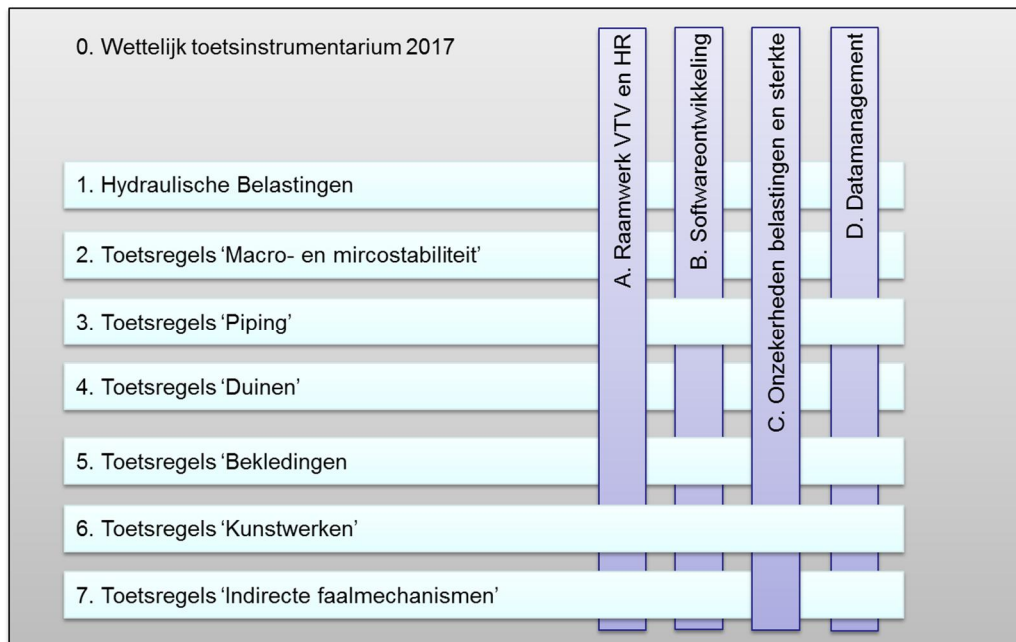 0. Wettelijk toetsinstrumentarium 2017
A. Raamwerk VTV en HR
B. Softwareontwikkeling
C. Onzekerheden belastingen en sterkte
D. Datamanagement
1. Hydraulische Belastingen
2. Toetsregels ‘Macro- en mircostabiliteit’
3. Toetsregels ‘Piping’
4. Toetsregels ‘Duinen’
5. Toetsregels ‘Bekledingen
6. Toetsregels ‘Kunstwerken’
7. Toetsregels ‘Indirecte faalmechanismen’